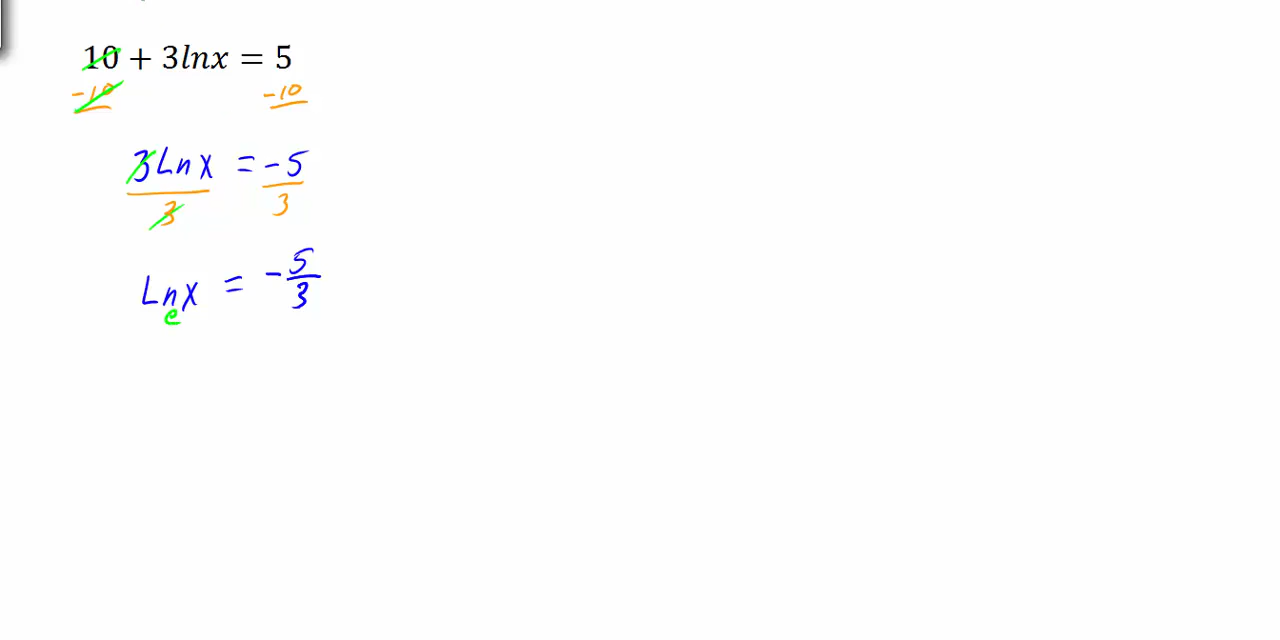 10 + 3lnx = 5
-10 -10
3Lnx = -5
3 3
Lnx = -5/3
e